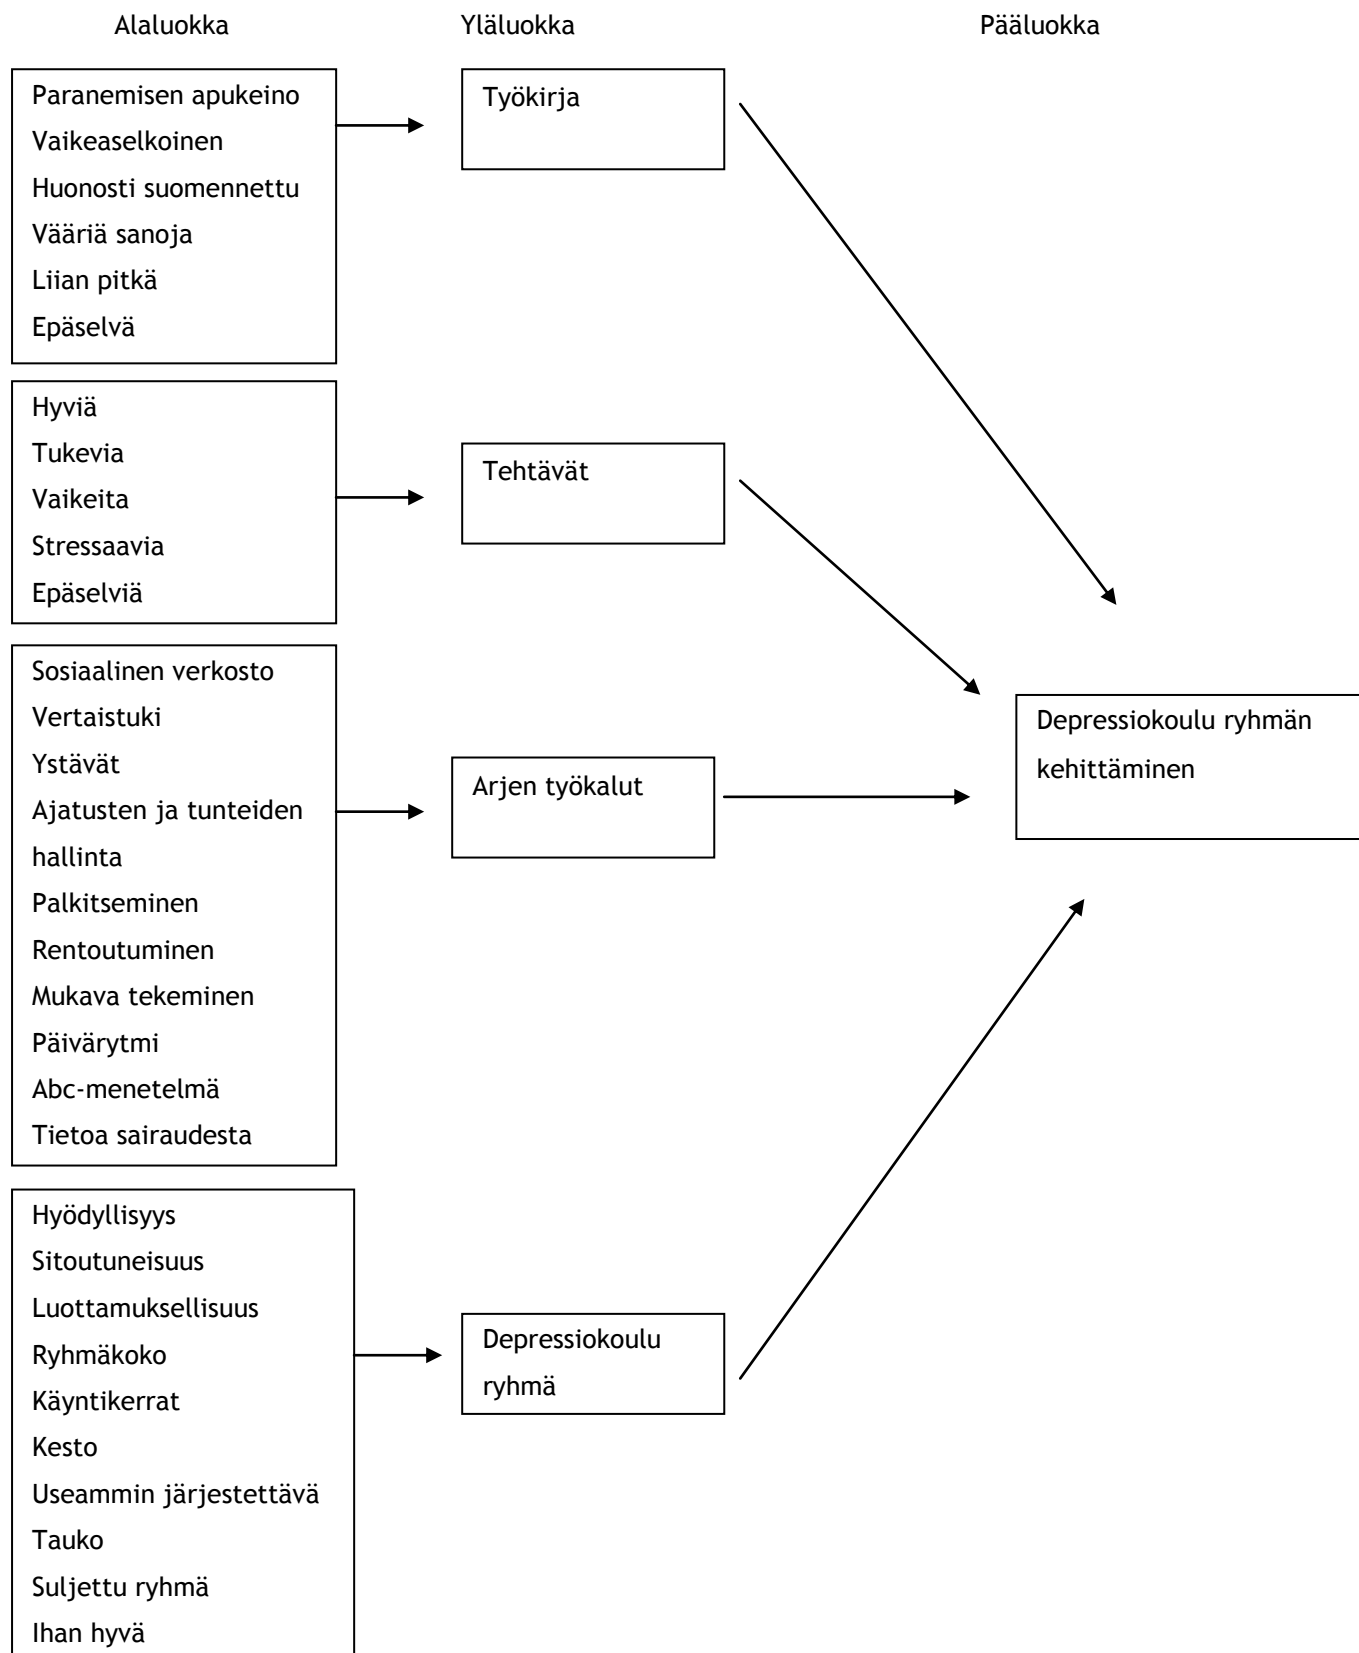 Alaluokka
Yläluokka
Pääluokka
Paranemisen apukeino
Vaikeaselkoinen
Huonosti suomennettu
Vääriä sanoja
Liian pitkä
Epäselvä
Työkirja
Hyviä
Tukevia
Vaikeita
Stressaavia
Epäselviä
Tehtävät
Sosiaalinen verkosto
Vertaistuki
Ystävät
Ajatusten ja tunteiden
hallinta
Palkitseminen
Rentoutuminen
Mukava tekeminen
Päivärytmi
Abc-menetelmä
Tietoa sairaudesta
Arjen työkalut
Depressiokoulu ryhmän
kehittäminen
Hyödyllisyys
Sitoutuneisuus
Luottamuksellisuus
Ryhmäkoko
Käyntikerrat
Kesto
Useammin järjestettävä
Tauko
Suljettu ryhmä
Ihan hyvä
Depressiokoulu
ryhmä